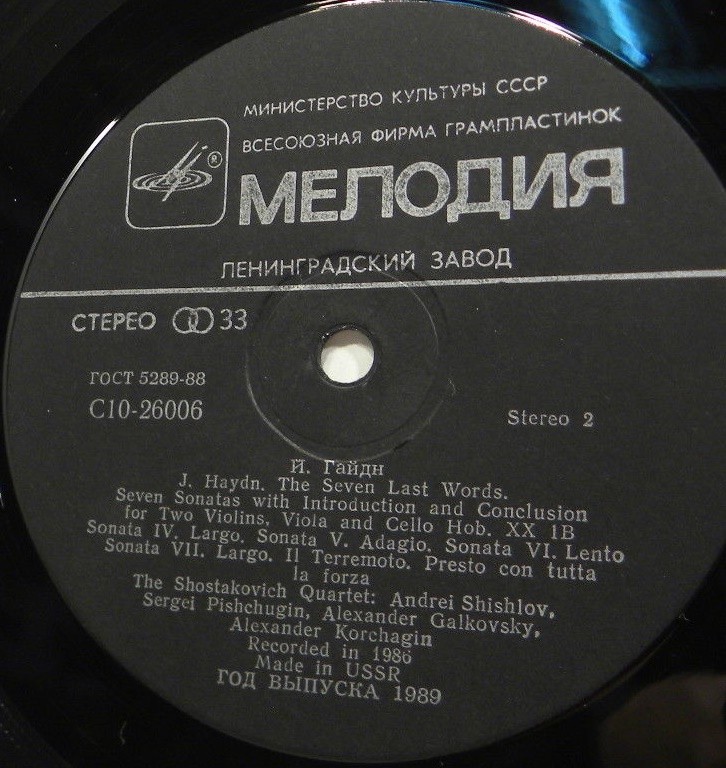 МИНИСТЕРСТВО КУЛЬТУРЫ СССР
ВСЕСОЮЗНАЯ ФИРМА ГРАМПЛАСТИНОК
®
МЕЛОДИЯ
ЛЕНИНГРАДСКИЙ ЗАВОД
СТЕРЕО 33
ГОСТ 5289-88
С10-26006
Stereo 2
Й. Гайдн
J. Haydn. The Seven Last Words.
Seven Sonatas with Introduction and Conclusion
for Two Violins, Viola and Cello Hob. XX 1B
Sonata IV. Largo. Sonata V. Adagio. Sonata VI. Lento
Sonata VII. Largo. Il Terremoto. Presto con tutta
la forza
The Shostakovich Quartet: Andrei Shishlov,
Sergei Pishchugin, Alexander Galkovsky,
Alexander Korchagin
Recorded in 1986
Made in USSR
ГОД ВЫПУСКА 1989